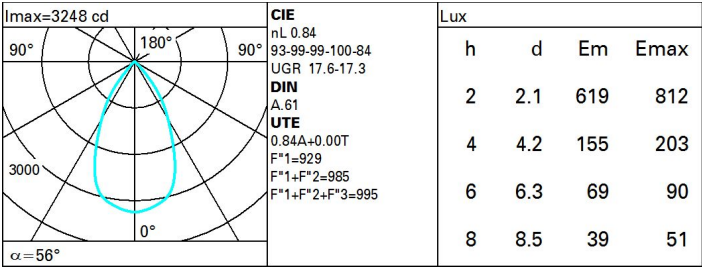 Imax=3248 cd
90°
180°
90°
3000
0°
α=56°
CIE
nL 0.84
93-99-99-100-84
UGR 17.6-17.3
DIN
A.61
UTE
0.84A+0.00T
F"1=929
F"1+F"2=985
F"1+F"2+F"3=995
Lux
h d Em Emax
2 2.1 619 812
4 4.2 155 203
6 6.3 69 90
8 8.5 39 51